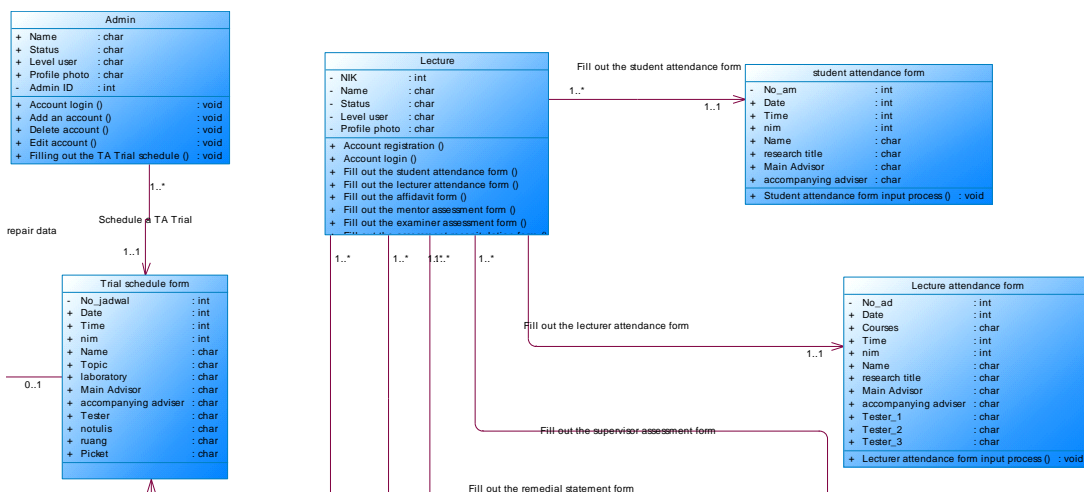 Admin
+ Name : char
+ Status : char
+ Level user : char
+ Profile photo : char
- Admin ID : int
+ Account login () : void
+ Add an account () : void
+ Delete account () : void
+ Edit account () : void
+ Filling out the TA Trial schedule () : void
1..*
Schedule a TA Trial
repair data
1..1
Trial schedule form
- No_jadwal : int
+ Date : int
+ Time : int
+ nim : int
+ Name : char
+ Topic : char
+ laboratory : char
+ Main Advisor : char
+ accompanying adviser : char
+ Tester : char
+ notulis : char
+ ruang : char
+ Picket : char
0..1
Lecture
- NIK : int
- Name : char
- Status : char
- Level user : char
- Profile photo : char
+ Account registration ()
+ Account login ()
+ Fill out the student attendance form ()
+ Fill out the lecturer attendance form ()
+ Fill out the affidavit form ()
+ Fill out the mentor assessment form ()
+ Fill out the examiner assessment form ()
1..*
1..*
1..*
1..*
Fill out the student attendance form
1..*
1..1
student attendance form
- No_am : int
+ Date : int
+ Time : int
+ nim : int
+ Name : char
+ research title : char
+ Main Advisor : char
+ accompanying adviser : char
+ Student attendance form input process () : void
Fill out the lecturer attendance form
1..1
Lecture attendance form
- No_ad : int
+ Date : int
+ Courses : char
+ Time : int
+ nim : int
+ Name : char
+ research title : char
+ Main Advisor : char
+ accompanying adviser : char
+ Tester_1 : char
+ Tester_2 : char
+ Tester_3 : char
+ Lecturer attendance form input process () : void
Fill out the supervisor assessment form
Fill out the remedial statement form